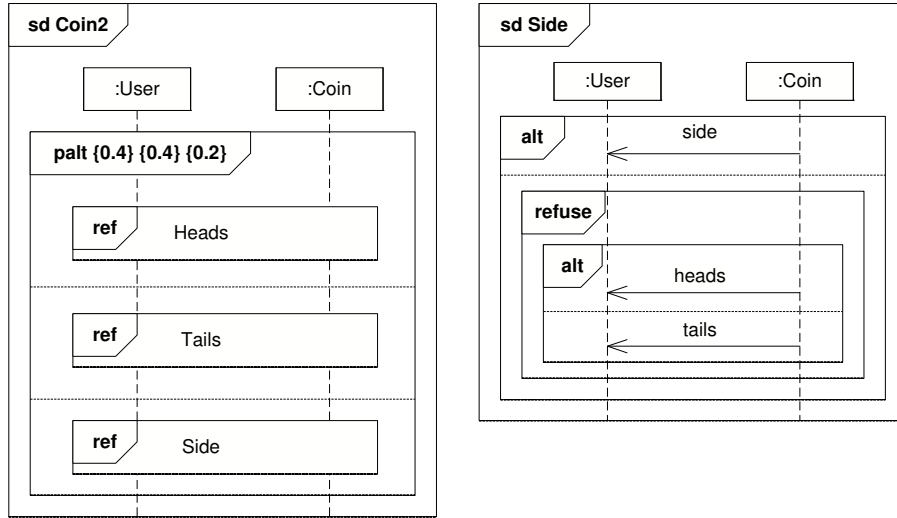 sd Coin2
:User
:Coin
palt {0.4} {0.4} {0.2}
ref
Heads
ref
Tails
ref
Side
sd Side
:User
:Coin
alt
side
refuse
alt
heads
tails